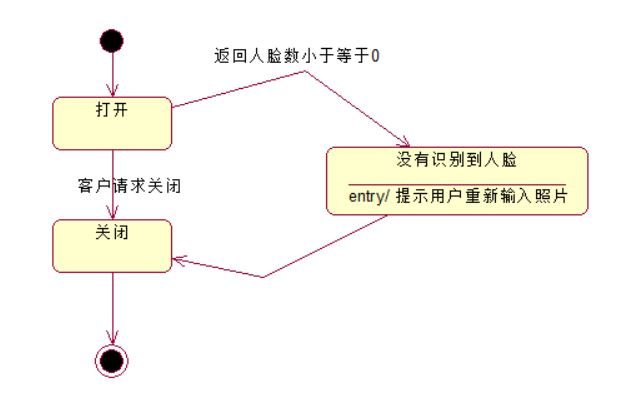 返回人脸数小于等于0
打开
没有识别到人脸
客户请求关闭
entry/ 提示用户重新输入照片
关闭